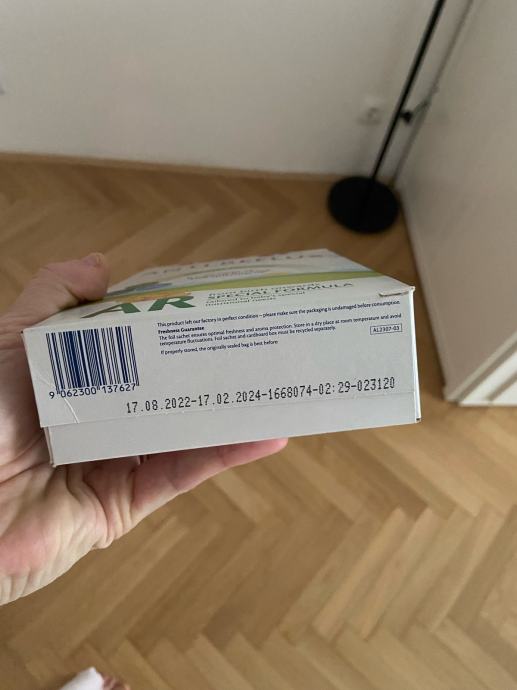 ANTI-REFLUX
AR
SPECIAL FORMULA
This product left our factory in perfect condition – please make sure the packaging is undamaged before consumption.
Freshness Guarantee
The foil sachet ensures optimal freshness and aroma protection. Store in a dry place at room temperature and avoid
temperature fluctuations. Foil sachet and cardboard box must be recycled separately.
AL2307-03
If properly stored, the originally sealed bag is best before:
9 062300 137627
17.08.2022-17.02.2024-1668074-02:29-023120